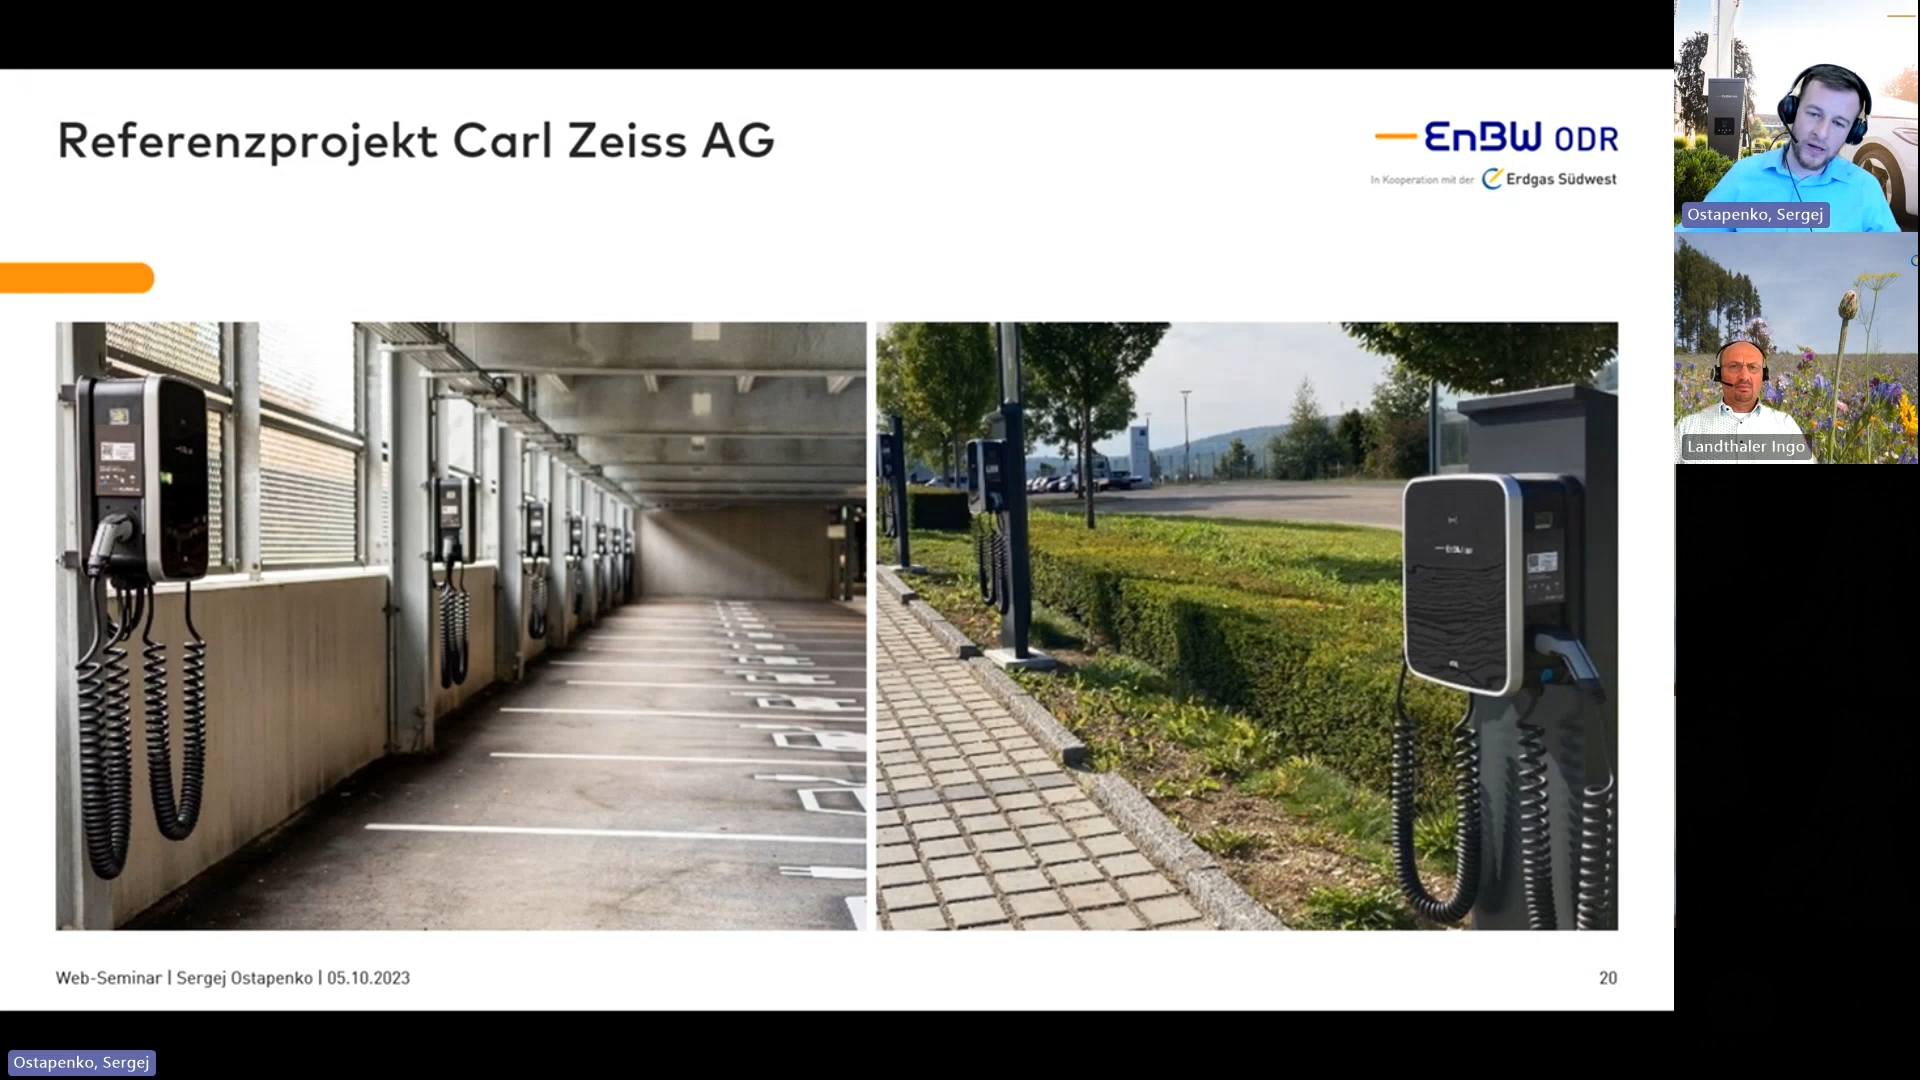 Referenzprojekt Carl Zeiss AG
EnBW ODR
In Kooperation mit der Erdgas Südwest
Ostapenko, Sergej
Landthaler Ingo
EnBW
Web-Seminar | Sergej Ostapenko | 05.10.2023
20
Ostapenko, Sergej